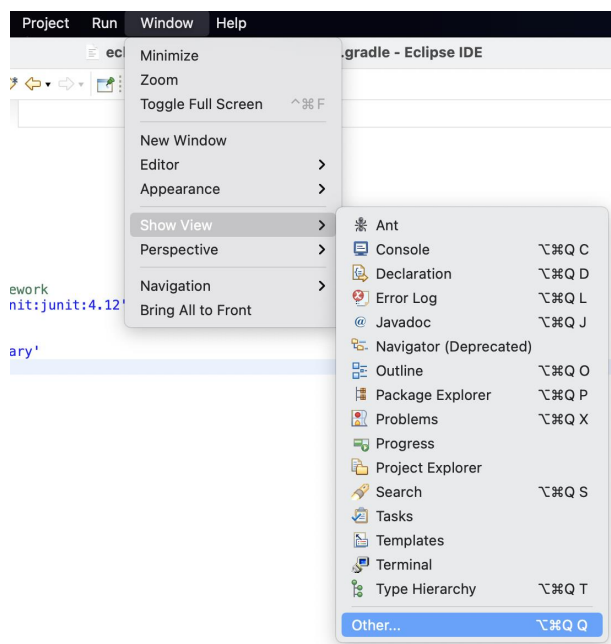 Project Run Window Help
ecl
.gradle - Eclipse IDE
Minimize
Zoom
Toggle Full Screen ^⌘F
New Window
Editor
Appearance
Show View
Perspective
Navigation
Bring All to Front
ework
nit:junit:4.12'
ary'
Ant
Console ⌥⌘Q C
Declaration ⌥⌘Q D
Error Log ⌥⌘Q L
@ Javadoc ⌥⌘Q J
Navigator (Deprecated)
Outline ⌥⌘Q O
Package Explorer ⌥⌘Q P
Problems ⌥⌘Q X
Progress
Project Explorer
Search ⌥⌘Q S
Tasks
Templates
Terminal
Type Hierarchy ⌥⌘Q T
Other... ⌥⌘Q Q